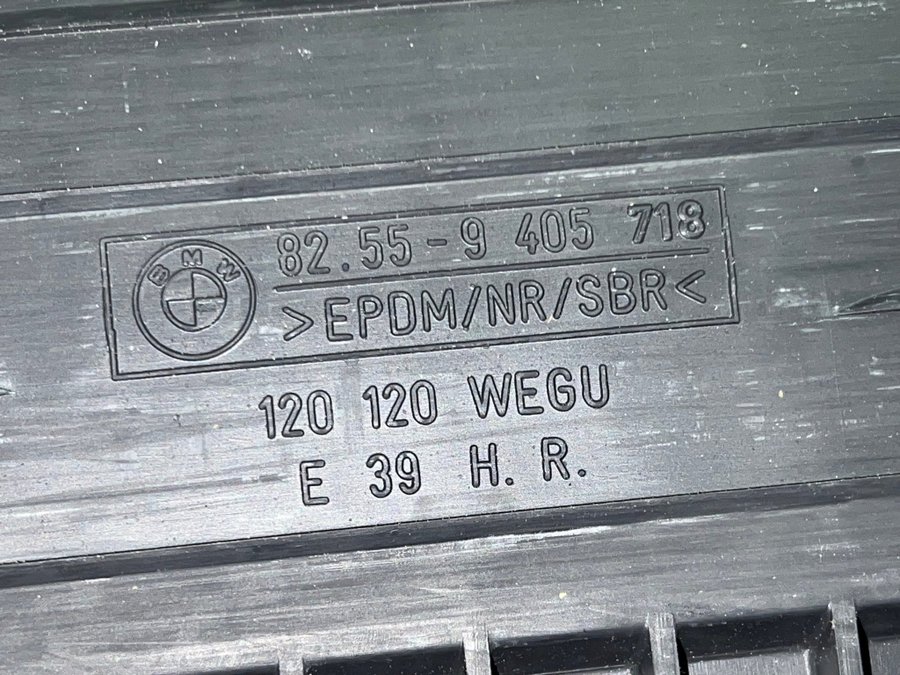 BMW
82.55-9 405 718
>EPDM/NR/SBR<
120 120 WEGU
E 39 H. R.